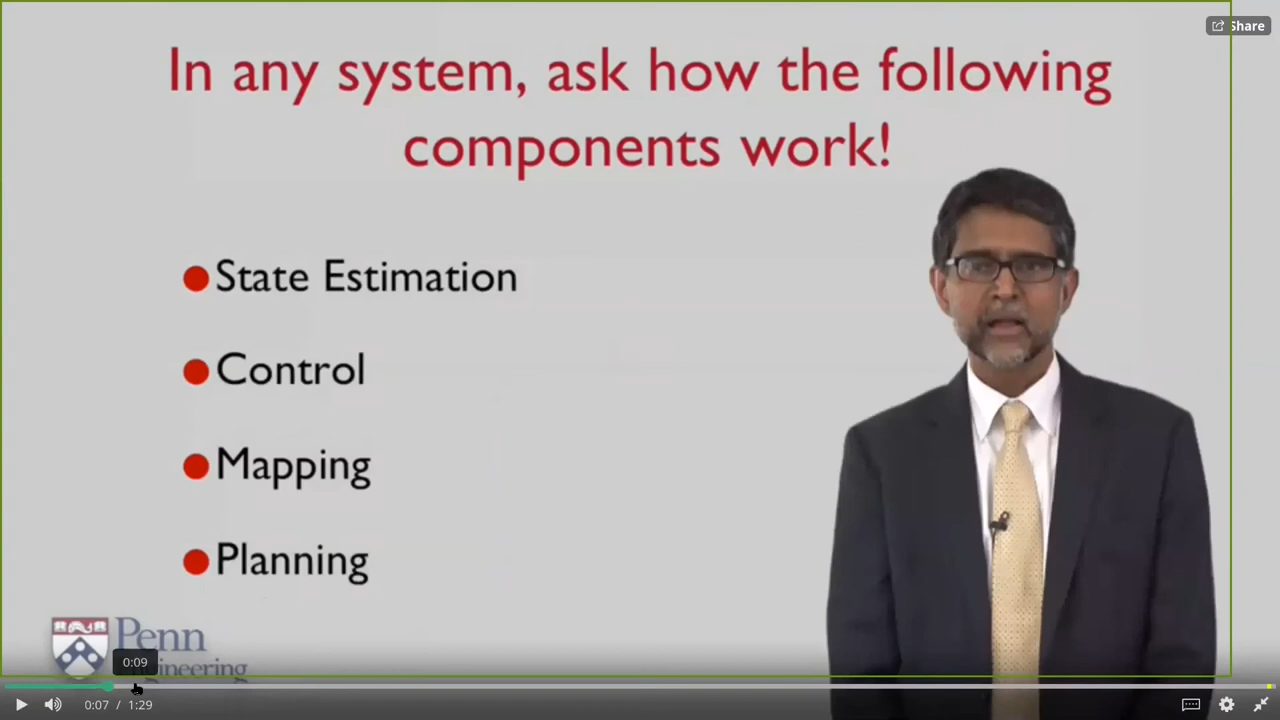 Share
In any system, ask how the following
components work!
State Estimation
Control
Mapping
Planning
Penn
0:09
0:07 / 1:29